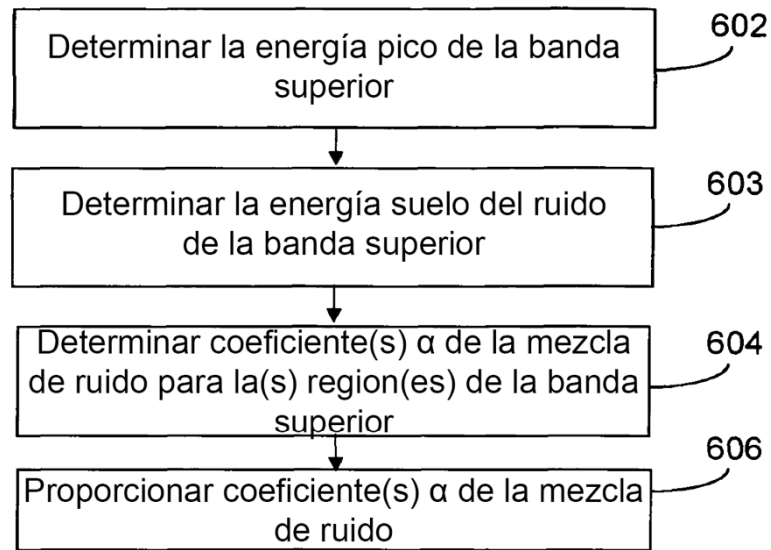 Determinar la energía pico de la banda
superior
602
Determinar la energía suelo del ruido
de la banda superior
603
Determinar coeficiente(s) α de la mezcla
de ruido para la(s) region(es) de la banda
superior
604
Proporcionar coeficiente(s) α de la mezcla
de ruido
606